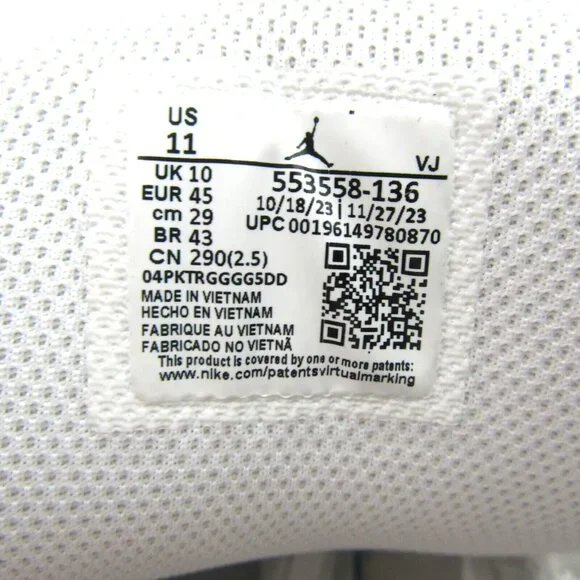 US
11
VJ
UK 10
553558-136
EUR 45
10/18/23 | 11/27/23
cm 29
UPC 00196149780870
BR 43
CN 290(2.5)
04PKTRGGGG5DD
MADE IN VIETNAM
HECHO EN VIETNAM
FABRIQUE AU VIETNAM
FABRICADO NO VIETNÃ
This product is covered by one or more patents:
www.nike.com/patentsvirtualmarking